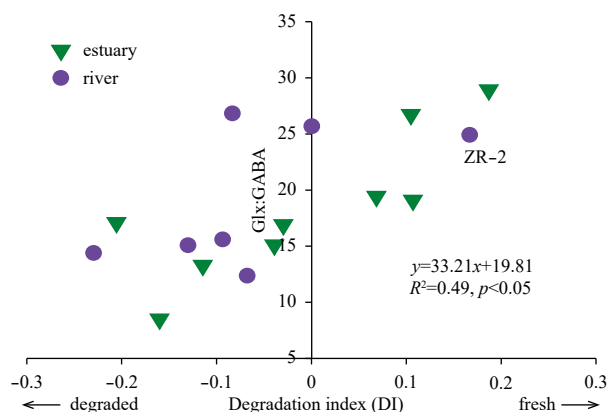 35
estuary
river
30
25
ZR-2
Glx:GABA
20
15
y=33.21x+19.81
R²=0.49, p<0.05
10
5
-0.3 -0.2 -0.1 0 0.1 0.2 0.3
← degraded Degradation index (DI) fresh →